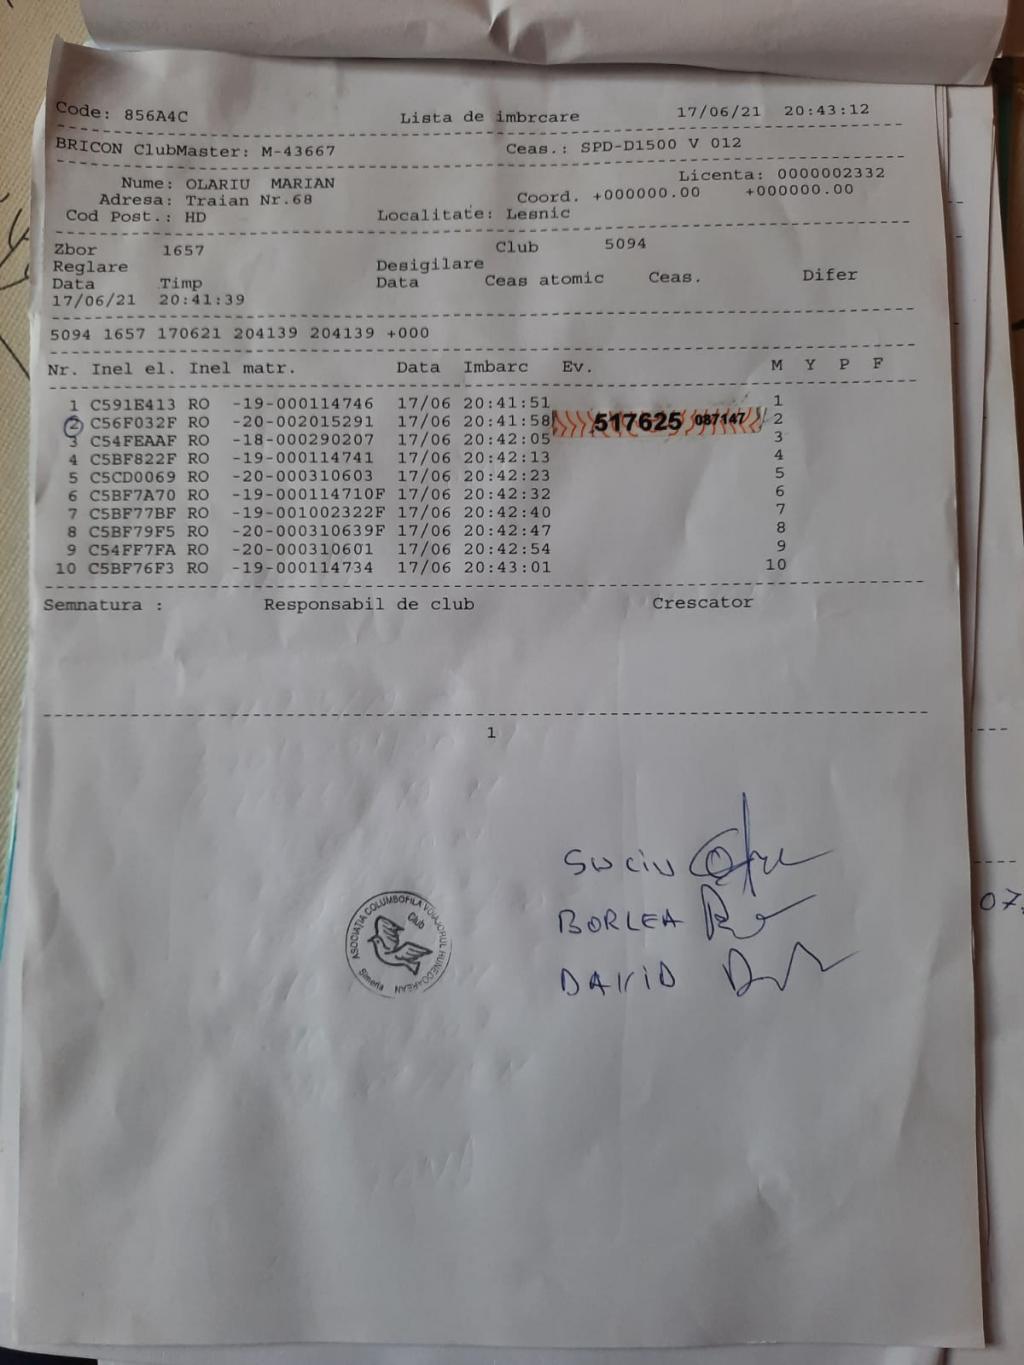 Code: 856A4C Lista de imbrcare 17/06/21 20:43:12
BRICON ClubMaster: M-43667 Ceas.: SPD-D1500 V 012
Nume: OLARIU MARIAN Licenta: 0000002332
Adresa: Traian Nr.68 Coord. +000000.00 +000000.00
Cod Post.: HD Localitate: Lesnic
Zbor 1657 Club 5094
Reglare Desigilare
Data Timp Data Ceas atomic Ceas. Difer
17/06/21 20:41:39
5094 1657 170621 204139 204139 +000
Nr. Inel el. Inel matr. Data Imbarc Ev. M Y P F
1 C591E413 RO -19-000114746 17/06 20:41:51 1
2 C56F032F RO -20-002015291 17/06 20:41:58 517625 087147 2
3 C54FEAAF RO -18-000290207 17/06 20:42:05 3
4 C5BF822F RO -19-000114741 17/06 20:42:13 4
5 C5CD0069 RO -20-000310603 17/06 20:42:23 5
6 C5BF7A70 RO -19-000114710F 17/06 20:42:32 6
7 C5BF77BF RO -19-001002322F 17/06 20:42:40 7
8 C5BF79F5 RO -20-000310639F 17/06 20:42:47 8
9 C54FF7FA RO -20-000310601 17/06 20:42:54 9
10 C5BF76F3 RO -19-000114734 17/06 20:43:01 10
Semnatura : Responsabil de club Crescator
1
SUCIU
BORLEA
DAVID
ASOCIAȚIA COLUMBOFILA VOIAJORUL HUNEDOREAN
Club
Simeria
07